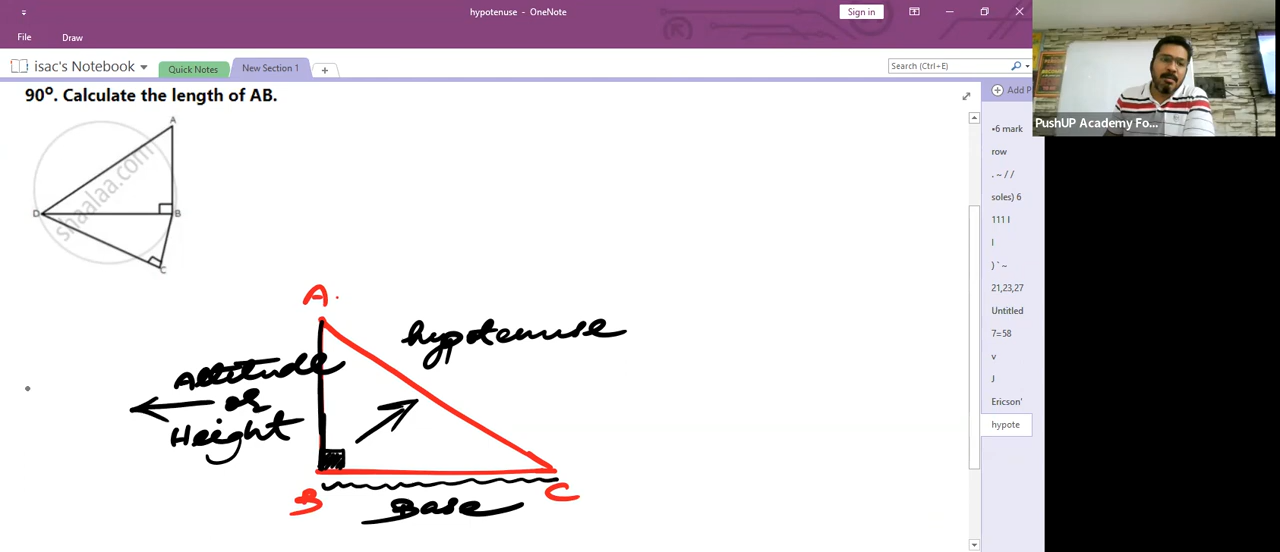 hypotenuse - OneNote
Sign in
File
Draw
isac's Notebook
Quick Notes
New Section 1
+
Search (Ctrl+E)
90°. Calculate the length of AB.
A
D
B
C
shaalaa.com
Add P
•6 mark
row
. ~ / /
soles) 6
111 I
I
) ` ~
21,23,27
Untitled
7=58
v
J
Ericson'
hypote
PushUP Academy Fo...
A
hypotenuse
Altitude
or
Height
B
C
Base